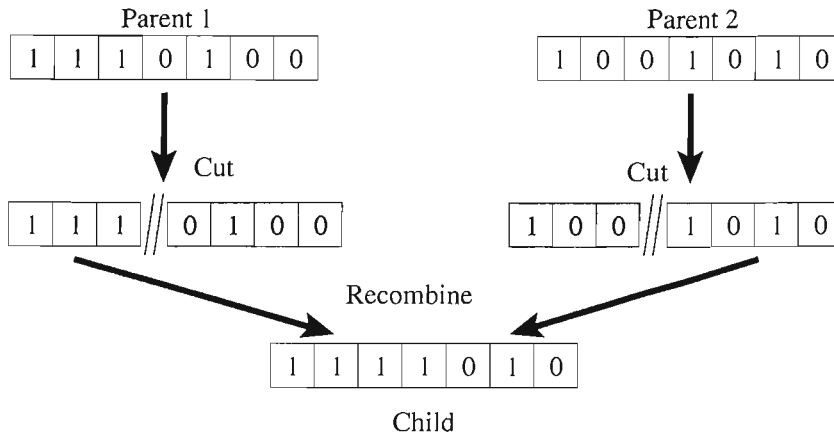 Parent 1 Parent 2
1 1 1 0 1 0 0 1 0 0 1 0 1 0
Cut Cut
1 1 1 0 1 0 0 1 0 0 1 0 1 0
Recombine
1 1 1 1 0 1 0
Child